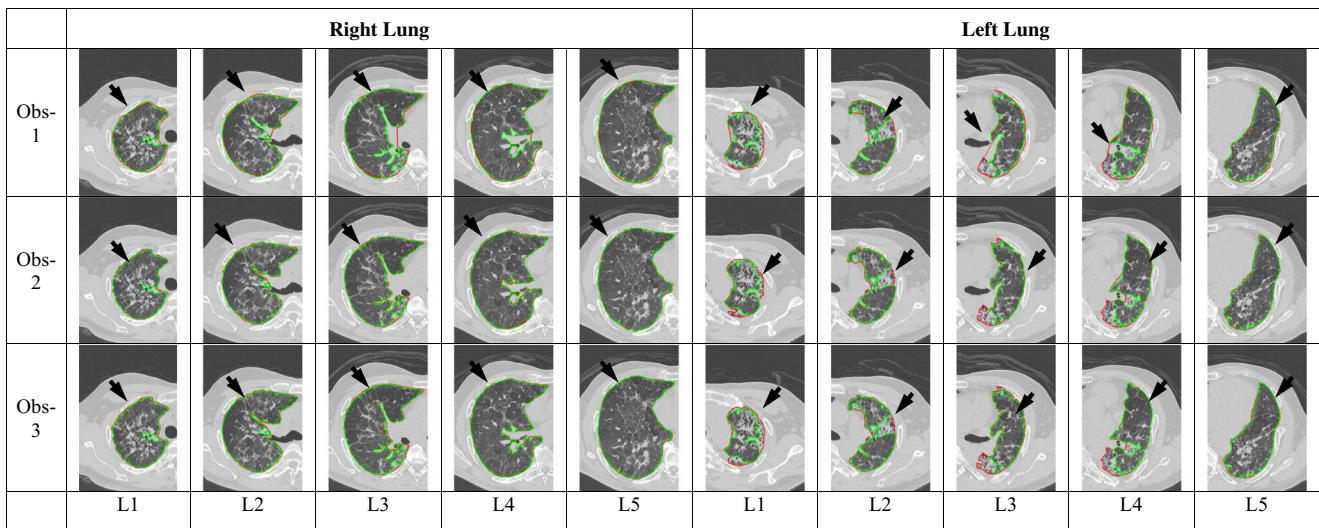 Right Lung Left Lung
Obs-
1
Obs-
2
Obs-
3
L1 L2 L3 L4 L5 L1 L2 L3 L4 L5